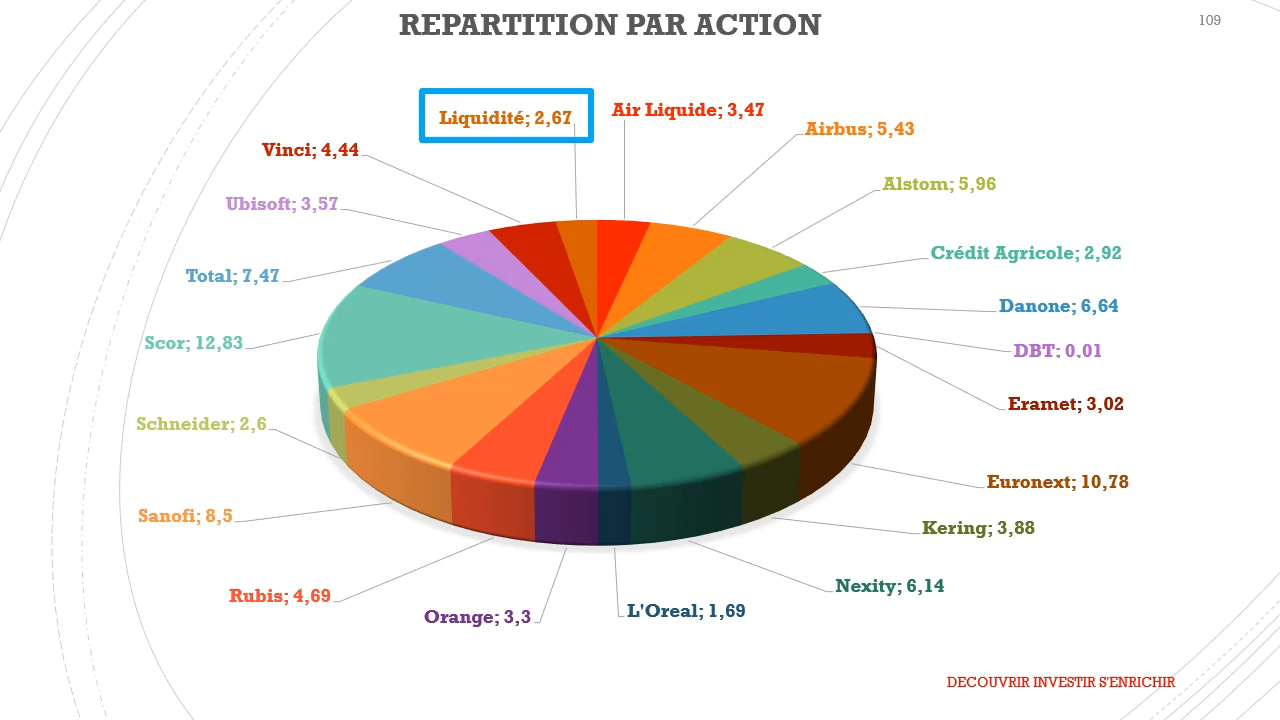 REPARTITION PAR ACTION
109
Liquidité; 2,67
Air Liquide; 3,47
Airbus; 5,43
Vinci; 4,44
Alstom; 5,96
Ubisoft; 3,57
Crédit Agricole; 2,92
Total; 7,47
Danone; 6,64
Scor; 12,83
DBT; 0.01
Eramet; 3,02
Schneider; 2,6
Euronext; 10,78
Sanofi; 8,5
Kering; 3,88
Nexity; 6,14
Rubis; 4,69
Orange; 3,3
L'Oreal; 1,69
DECOUVRIR INVESTIR S'ENRICHIR